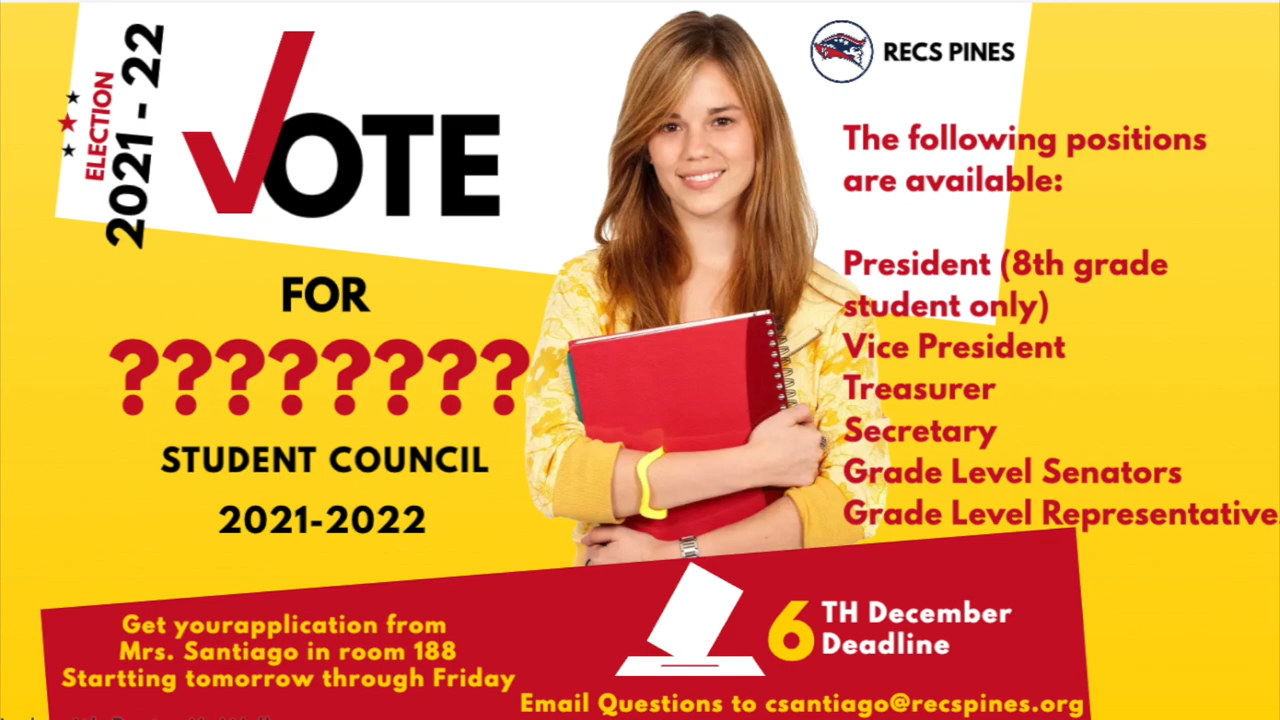 ELECTION
2021 - 22
VOTE
FOR
????????
STUDENT COUNCIL
2021-2022
RECS PINES
The following positions
are available:
President (8th grade
student only)
Vice President
Treasurer
Secretary
Grade Level Senators
Grade Level Representative
Get yourapplication from
Mrs. Santiago in room 188
Startting tomorrow through Friday
6 TH December
Deadline
Email Questions to csantiago@recspines.org